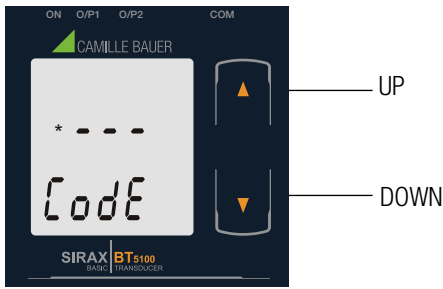 ON O/P1 O/P2 COM
CAMILLE BAUER
UP
* - - -
DOWN
CodE
SIRAX BT5100
BASIC TRANSDUCER